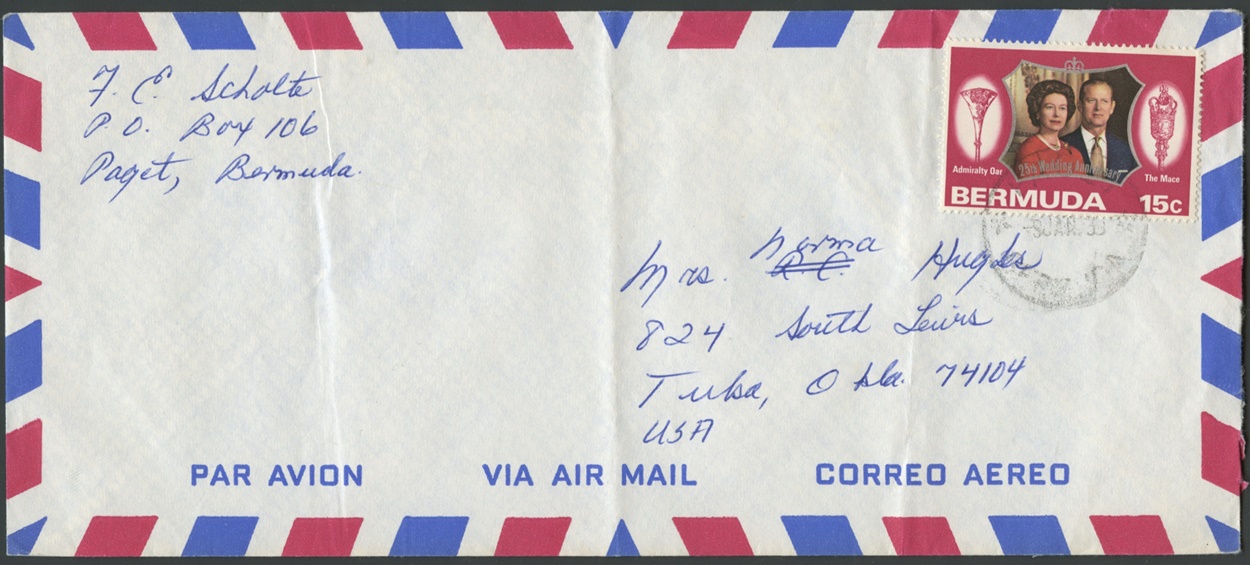 F. E. Scholte
P.O. Box 106
Paget, Bermuda.
25th Wedding Anniversary
Admiralty Oar
The Mace
BERMUDA 15c
Mrs. Norma R.C. Hughes
824 South Lewis
Tulsa, Okla. 74104
USA
PAR AVION VIA AIR MAIL CORREO AEREO